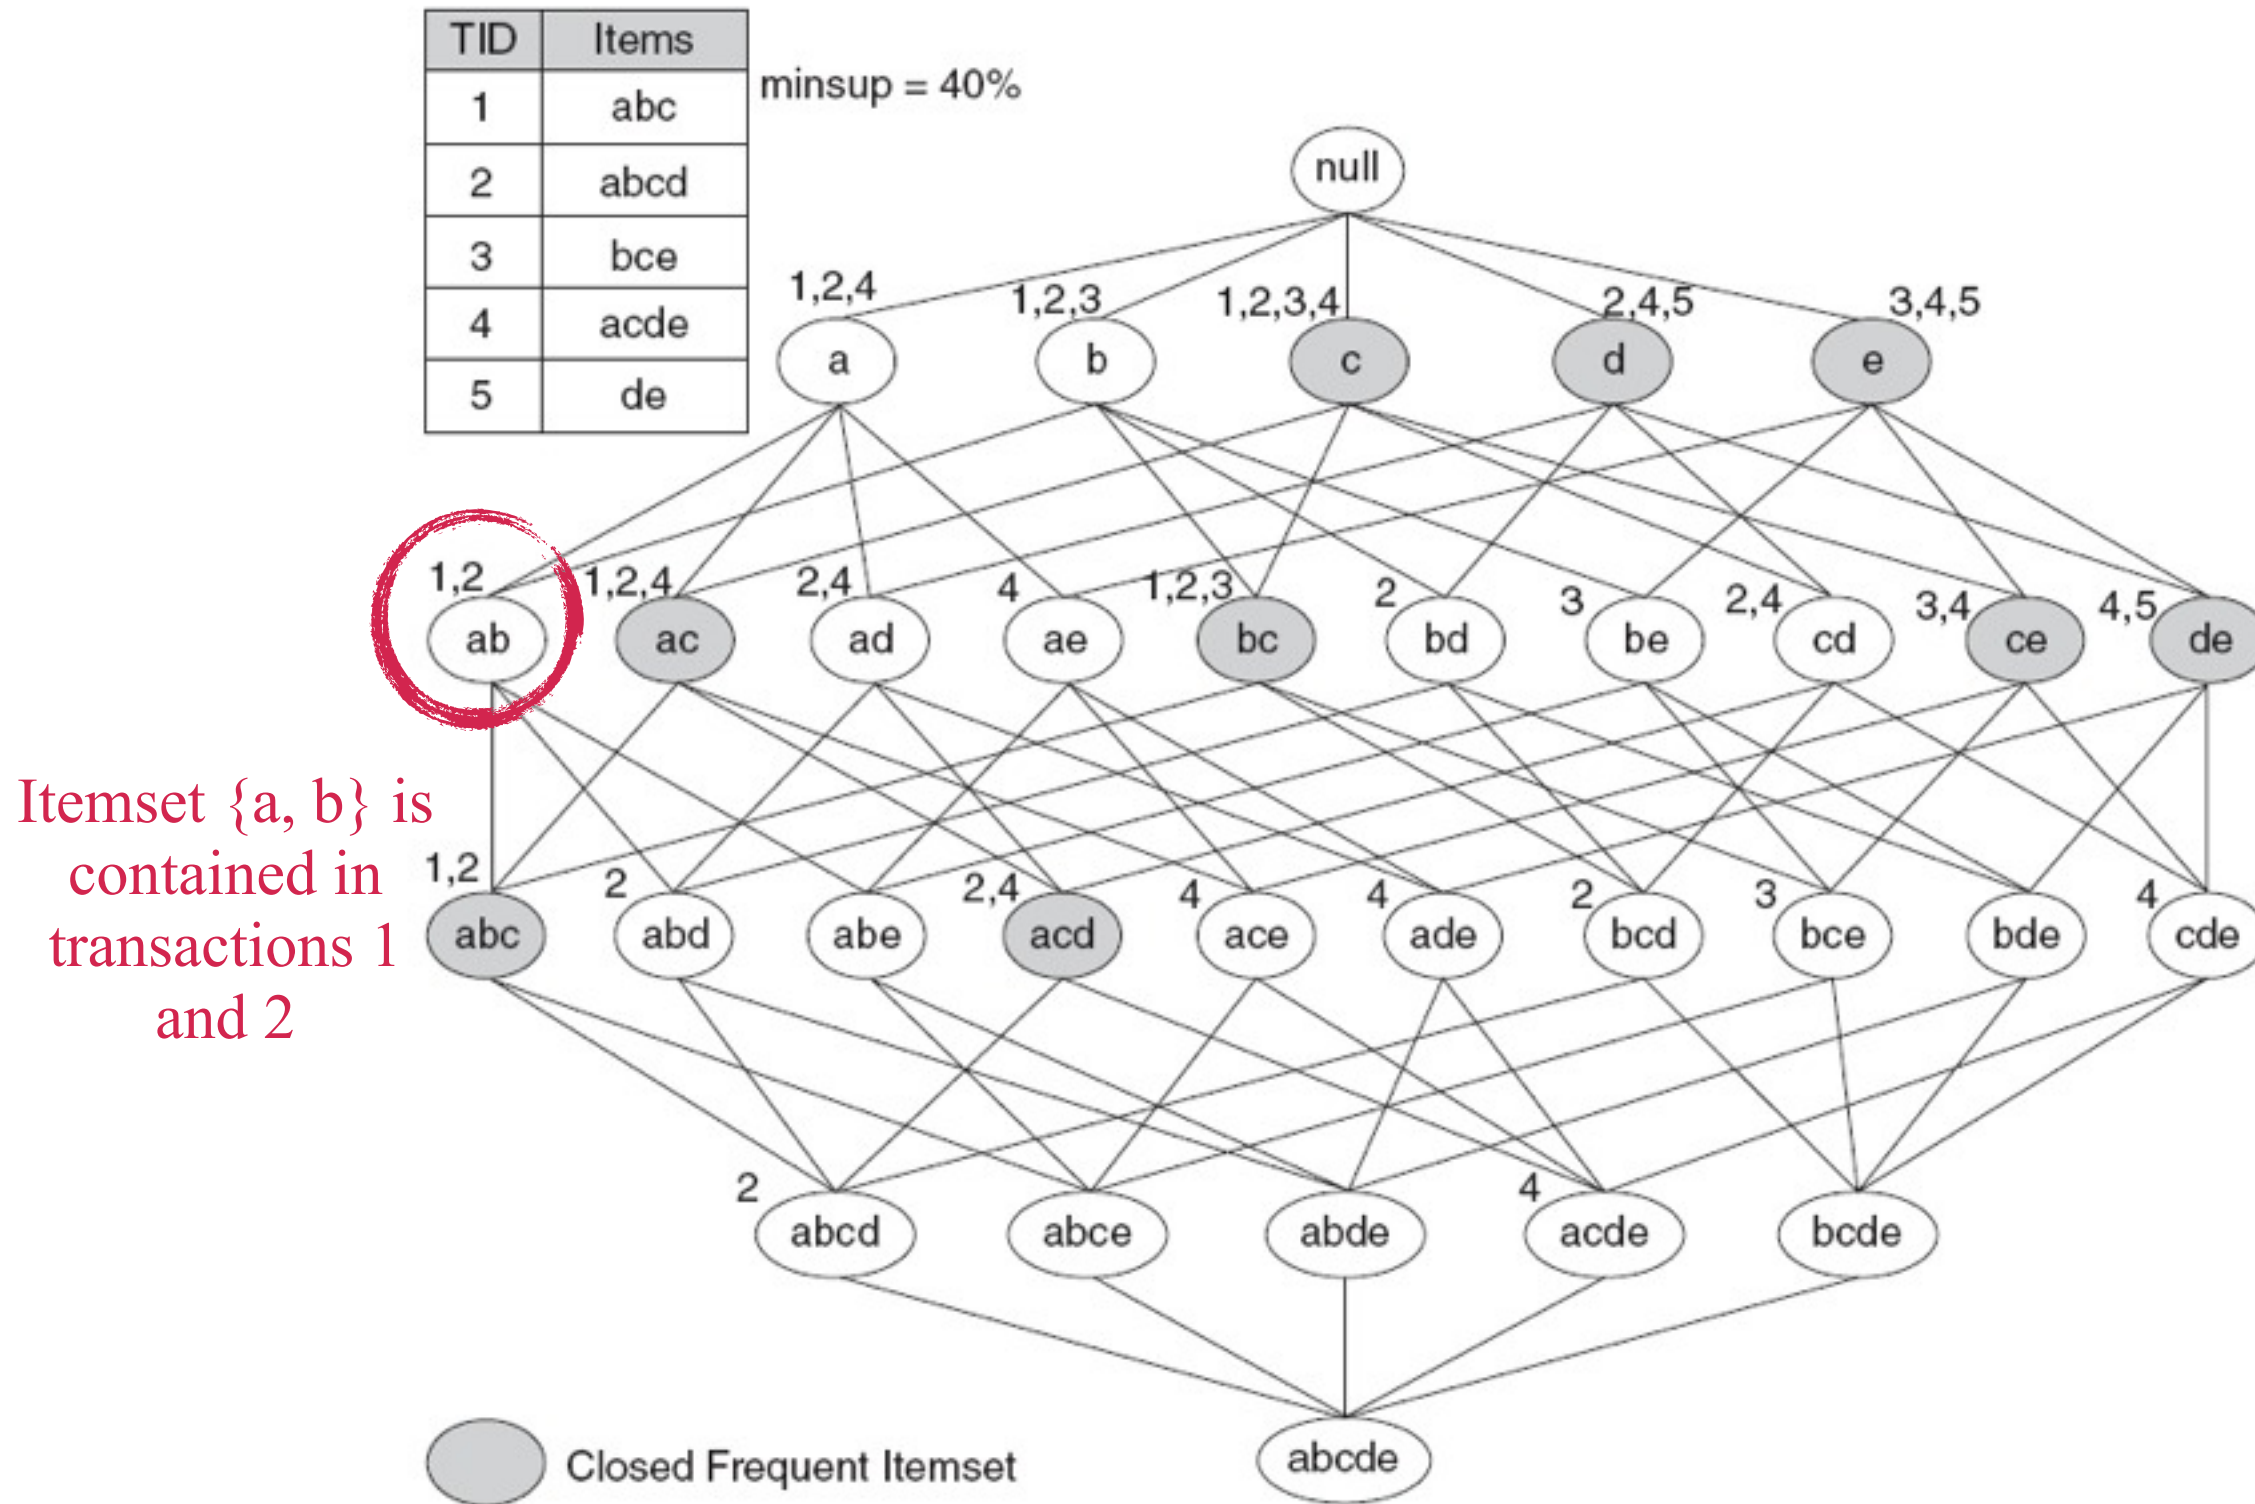 TID Items
1 abc
2 abcd
3 bce
4 acde
5 de
minsup = 40%
null
1,2,4 1,2,3 1,2,3,4 2,4,5 3,4,5
a b c d e
1,2 1,2,4 2,4 4 1,2,3 2 3 2,4 3,4 4,5
ab ac ad ae bc bd be cd ce de
Itemset {a, b} is
contained in
transactions 1
and 2
1,2 2 2,4 4 4 2 3 4
abc abd abe acd ace ade bcd bce bde cde
2 4
abcd abce abde acde bcde
abcde
Closed Frequent Itemset